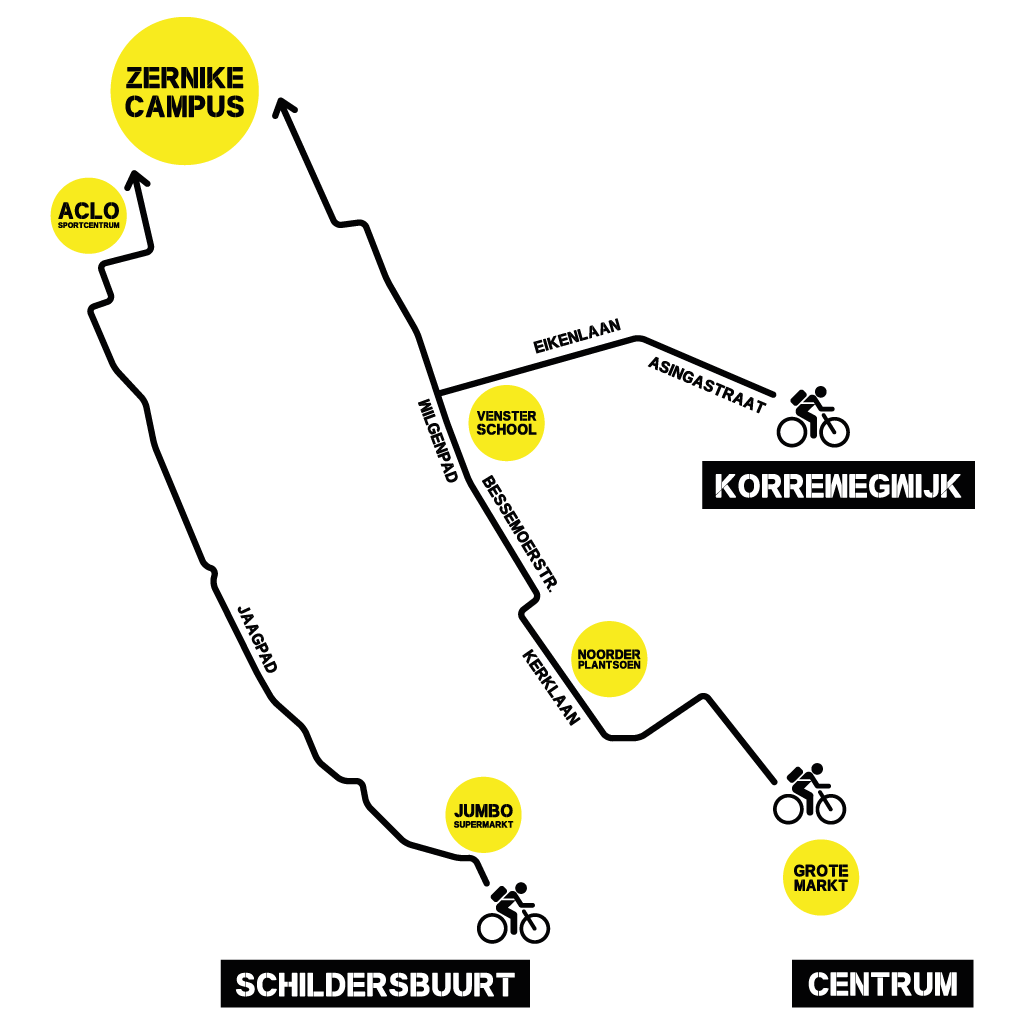 ZERNIKE
CAMPUS
ACLO
SPORTCENTRUM
EIKENLAAN
ASINGASTRAAT
VENSTER
SCHOOL
WILGENPAD
KORREWEGWIJK
BESSEMOERSTR.
JAAGPAD
NOORDER
PLANTSOEN
KERKLAAN
JUMBO
SUPERMARKT
GROTE
MARKT
SCHILDERSBUURT
CENTRUM